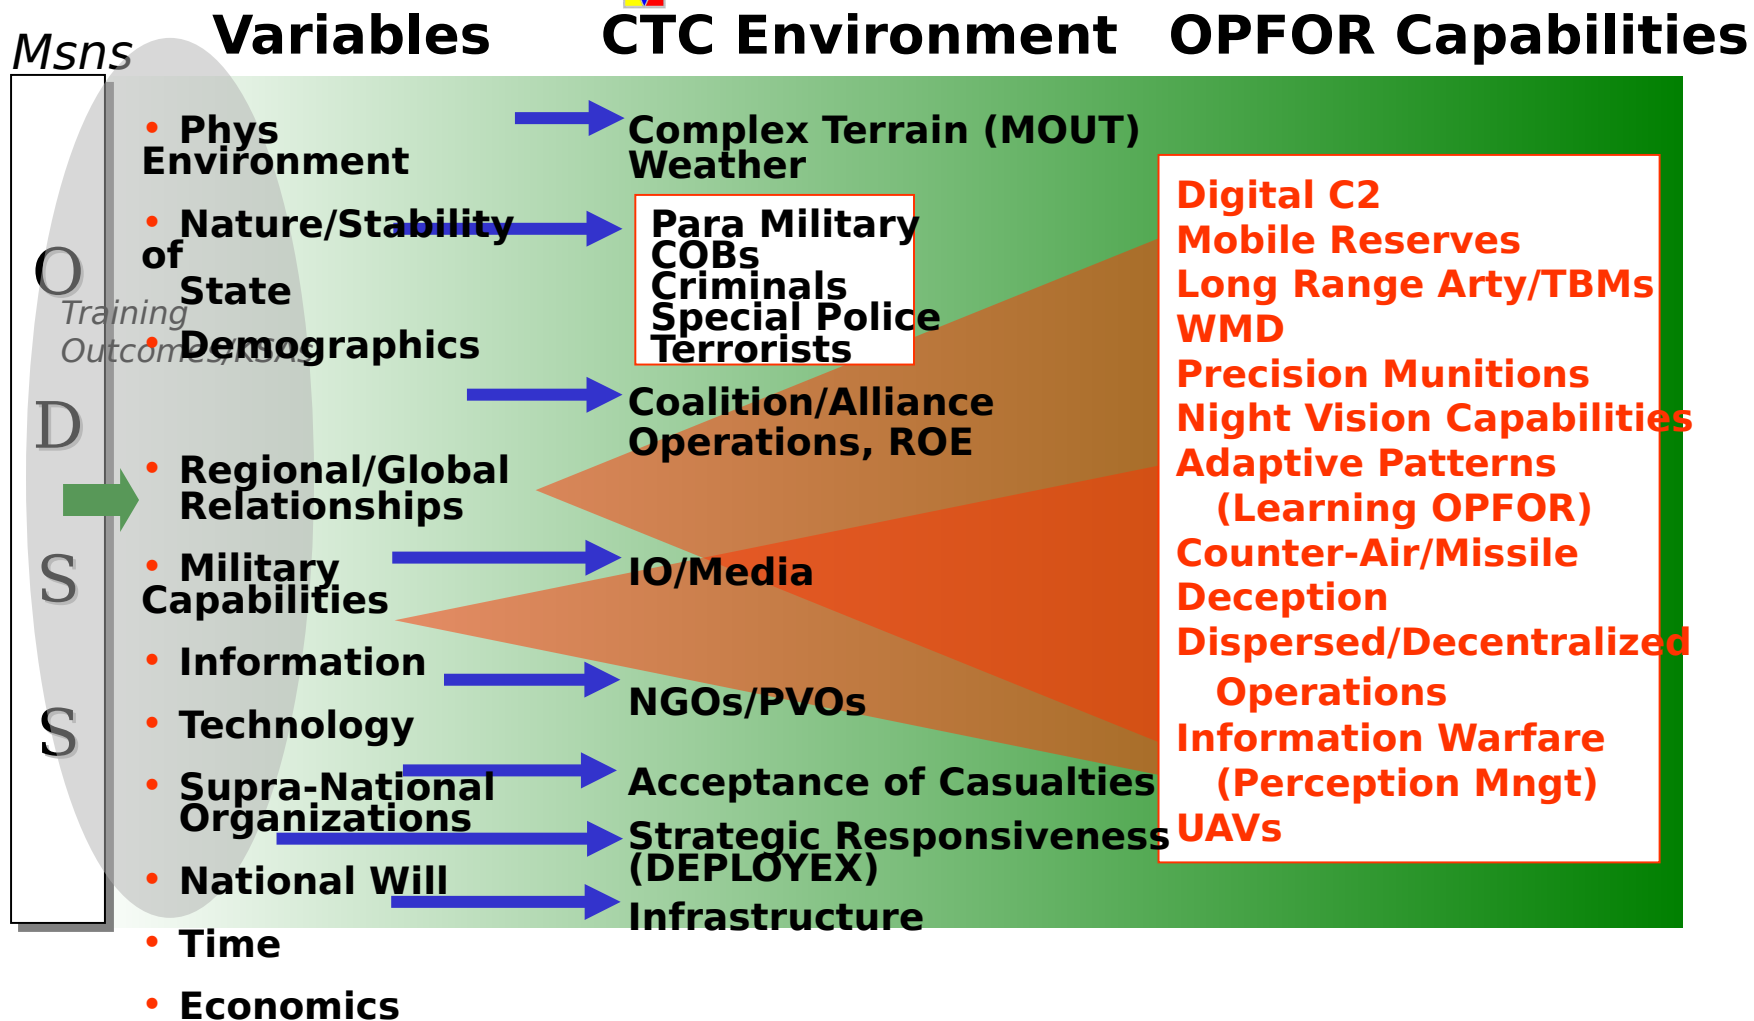 Msns
Variables
CTC Environment
OPFOR Capabilities
O
D
S
S
Training
Outcomes/KSAs
• Phys
Environment
• Nature/Stability
of
State
• Demographics
• Regional/Global
Relationships
• Military
Capabilities
• Information
• Technology
• Supra-National
Organizations
• National Will
• Time
• Economics
Complex Terrain (MOUT)
Weather
Para Military
COBs
Criminals
Special Police
Terrorists
Coalition/Alliance
Operations, ROE
IO/Media
NGOs/PVOs
Acceptance of Casualties
Strategic Responsiveness
(DEPLOYEX)
Infrastructure
Digital C2
Mobile Reserves
Long Range Arty/TBMs
WMD
Precision Munitions
Night Vision Capabilities
Adaptive Patterns
(Learning OPFOR)
Counter-Air/Missile
Deception
Dispersed/Decentralized
Operations
Information Warfare
(Perception Mngt)
UAVs